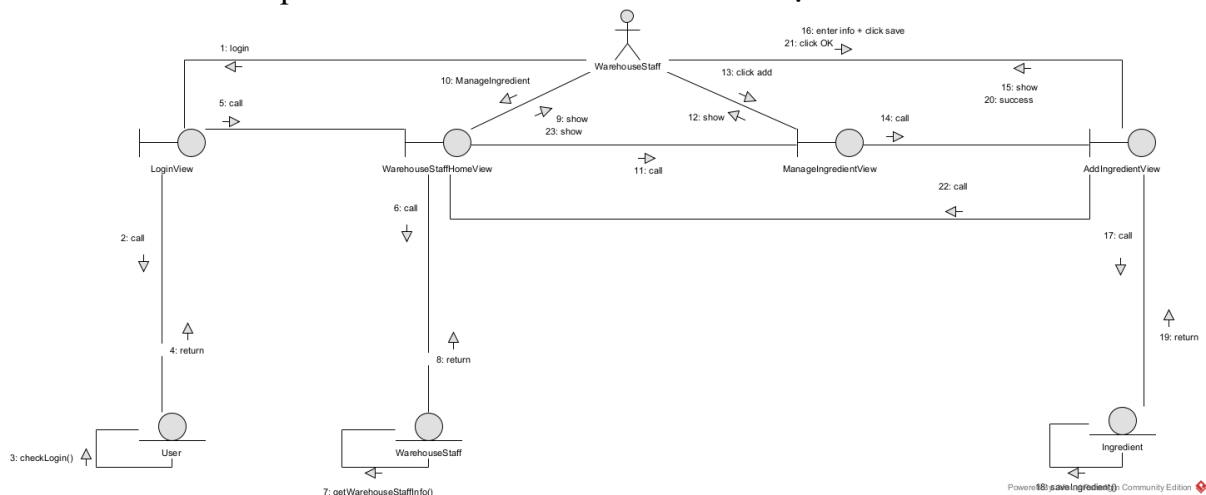 16: enter info + click save
21: click OK
1: login
WarehouseStaff
13: click add
10: ManageIngredient
15: show
20: success
5: call
9: show
23: show
12: show
14: call
LoginView
WarehouseStaffHomeView
11: call
ManageIngredientView
AddIngredientView
22: call
6: call
2: call
17: call
4: return
8: return
19: return
3: checkLogin()
User
WarehouseStaff
Ingredient
7: getWarehouseStaffInfo()
18: saveIngredient()
Community Edition